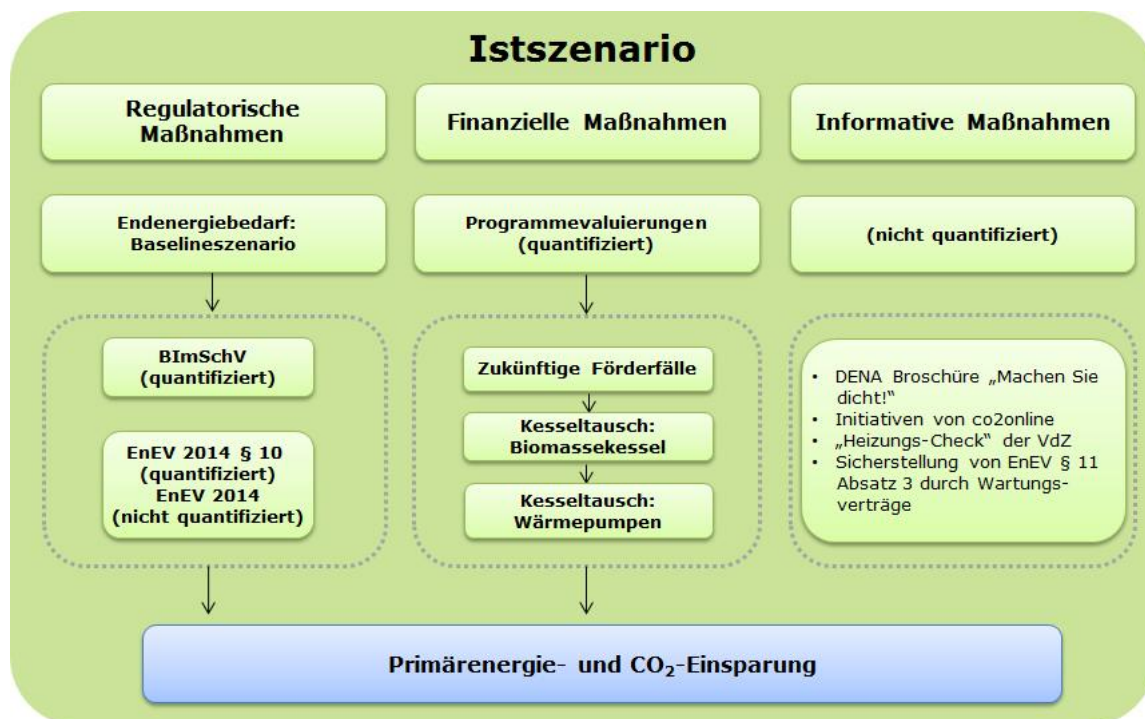 Istszenario
Regulatorische
Maßnahmen
Finanzielle Maßnahmen
Informative Maßnahmen
Endenergiebedarf:
Baselineszenario
Programmevaluierungen
(quantifiziert)
(nicht quantifiziert)
BImSchV
(quantifiziert)
EnEV 2014 § 10
(quantifiziert)
EnEV 2014
(nicht quantifiziert)
Zukünftige Förderfälle
Kesseltausch:
Biomassekessel
Kesseltausch:
Wärmepumpen
• DENA Broschüre „Machen Sie
dicht!“
• Initiativen von co2online
• „Heizungs-Check“ der VdZ
• Sicherstellung von EnEV § 11
Absatz 3 durch Wartungs-
verträge
Primärenergie- und CO₂-Einsparung